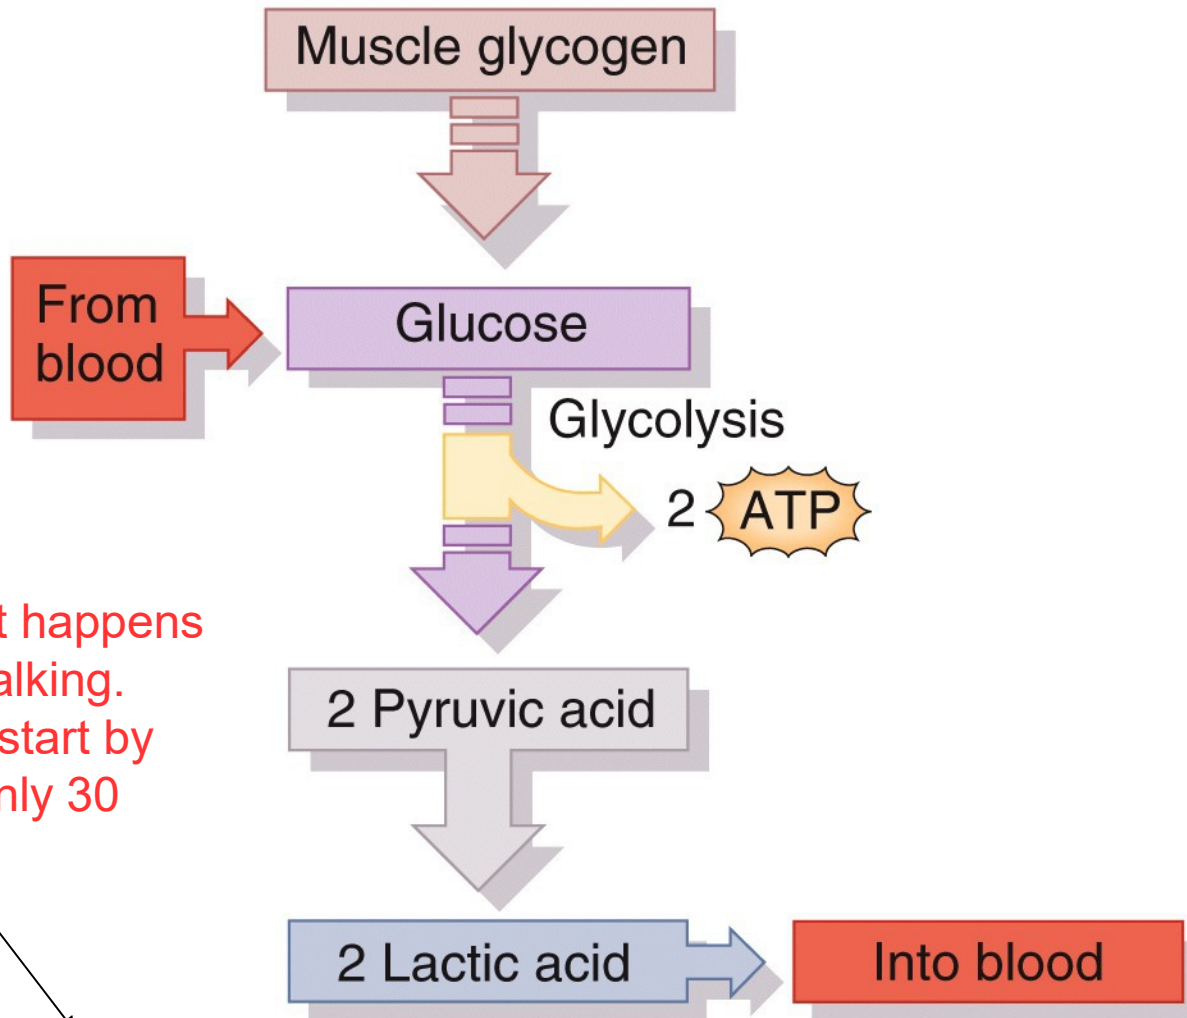 Muscle glycogen
From
blood
Glucose
Glycolysis
2 ATP
t happens
alking.
start by
nly 30
2 Pyruvic acid
2 Lactic acid
Into blood